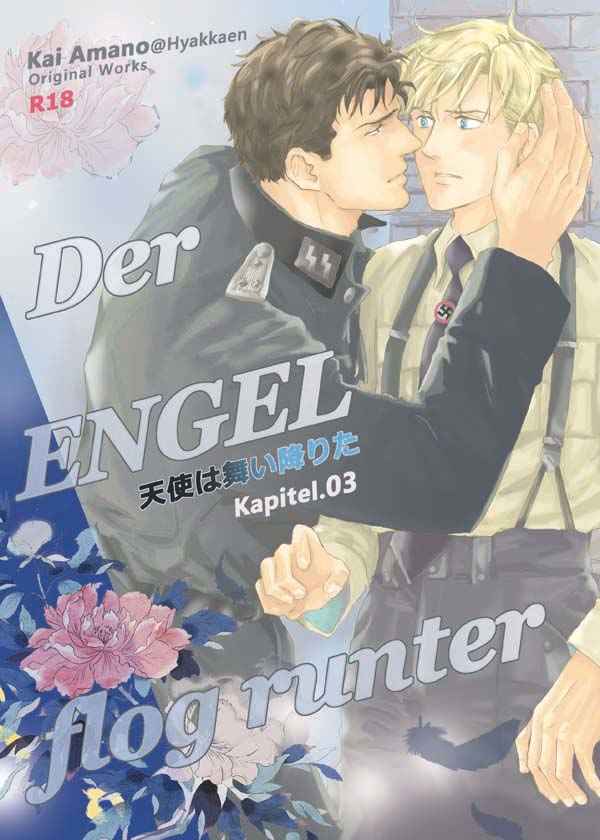 Kai Amano@Hyakkaen
Original Works
R18
Der
ENGEL
天使は舞い降りた
Kapitel.03
flog runter